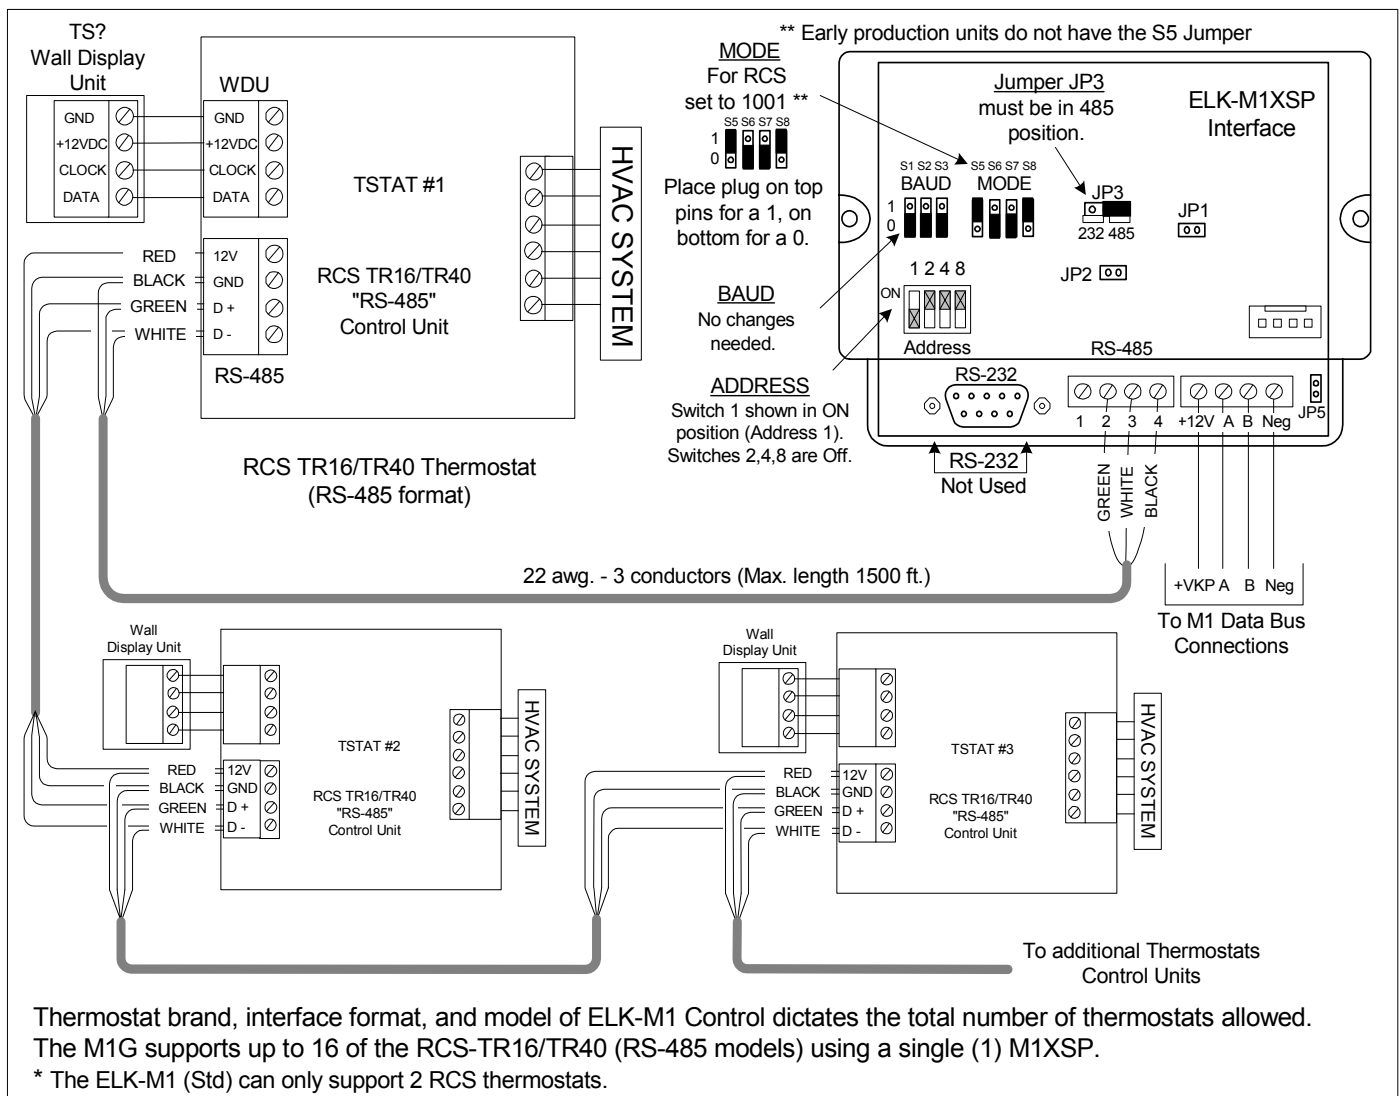 ** Early production units do not have the S5 Jumper
TS?
Wall Display
Unit
GND
+12VDC
CLOCK
DATA
WDU
GND
+12VDC
CLOCK
DATA
TSTAT #1
RCS TR16/TR40
"RS-485"
Control Unit
HVAC SYSTEM
RED
BLACK
GREEN
WHITE
12V
GND
D +
D -
RS-485
RCS TR16/TR40 Thermostat
(RS-485 format)
MODE
For RCS
set to 1001 **
S5 S6 S7 S8
1
0
Place plug on top
pins for a 1, on
bottom for a 0.
BAUD
No changes
needed.
ADDRESS
Switch 1 shown in ON
position (Address 1).
Switches 2,4,8 are Off.
Jumper JP3
must be in 485
position.
ELK-M1XSP
Interface
S1 S2 S3
BAUD
1
0
S5 S6 S7 S8
MODE
JP3
232 485
JP1
JP2
1 2 4 8
ON
Address
RS-232
RS-485
1 2 3 4
+12V A B Neg
JP5
RS-232
Not Used
GREEN
WHITE
BLACK
+VKP A B Neg
To M1 Data Bus
Connections
22 awg. - 3 conductors (Max. length 1500 ft.)
Wall
Display Unit
TSTAT #2
RCS TR16/TR40
"RS-485"
Control Unit
HVAC SYSTEM
RED
BLACK
GREEN
WHITE
12V
GND
D +
D -
Wall
Display Unit
TSTAT #3
RCS TR16/TR40
"RS-485"
Control Unit
HVAC SYSTEM
RED
BLACK
GREEN
WHITE
12V
GND
D +
D -
To additional Thermostats
Control Units
Thermostat brand, interface format, and model of ELK-M1 Control dictates the total number of thermostats allowed.
The M1G supports up to 16 of the RCS-TR16/TR40 (RS-485 models) using a single (1) M1XSP.
* The ELK-M1 (Std) can only support 2 RCS thermostats.